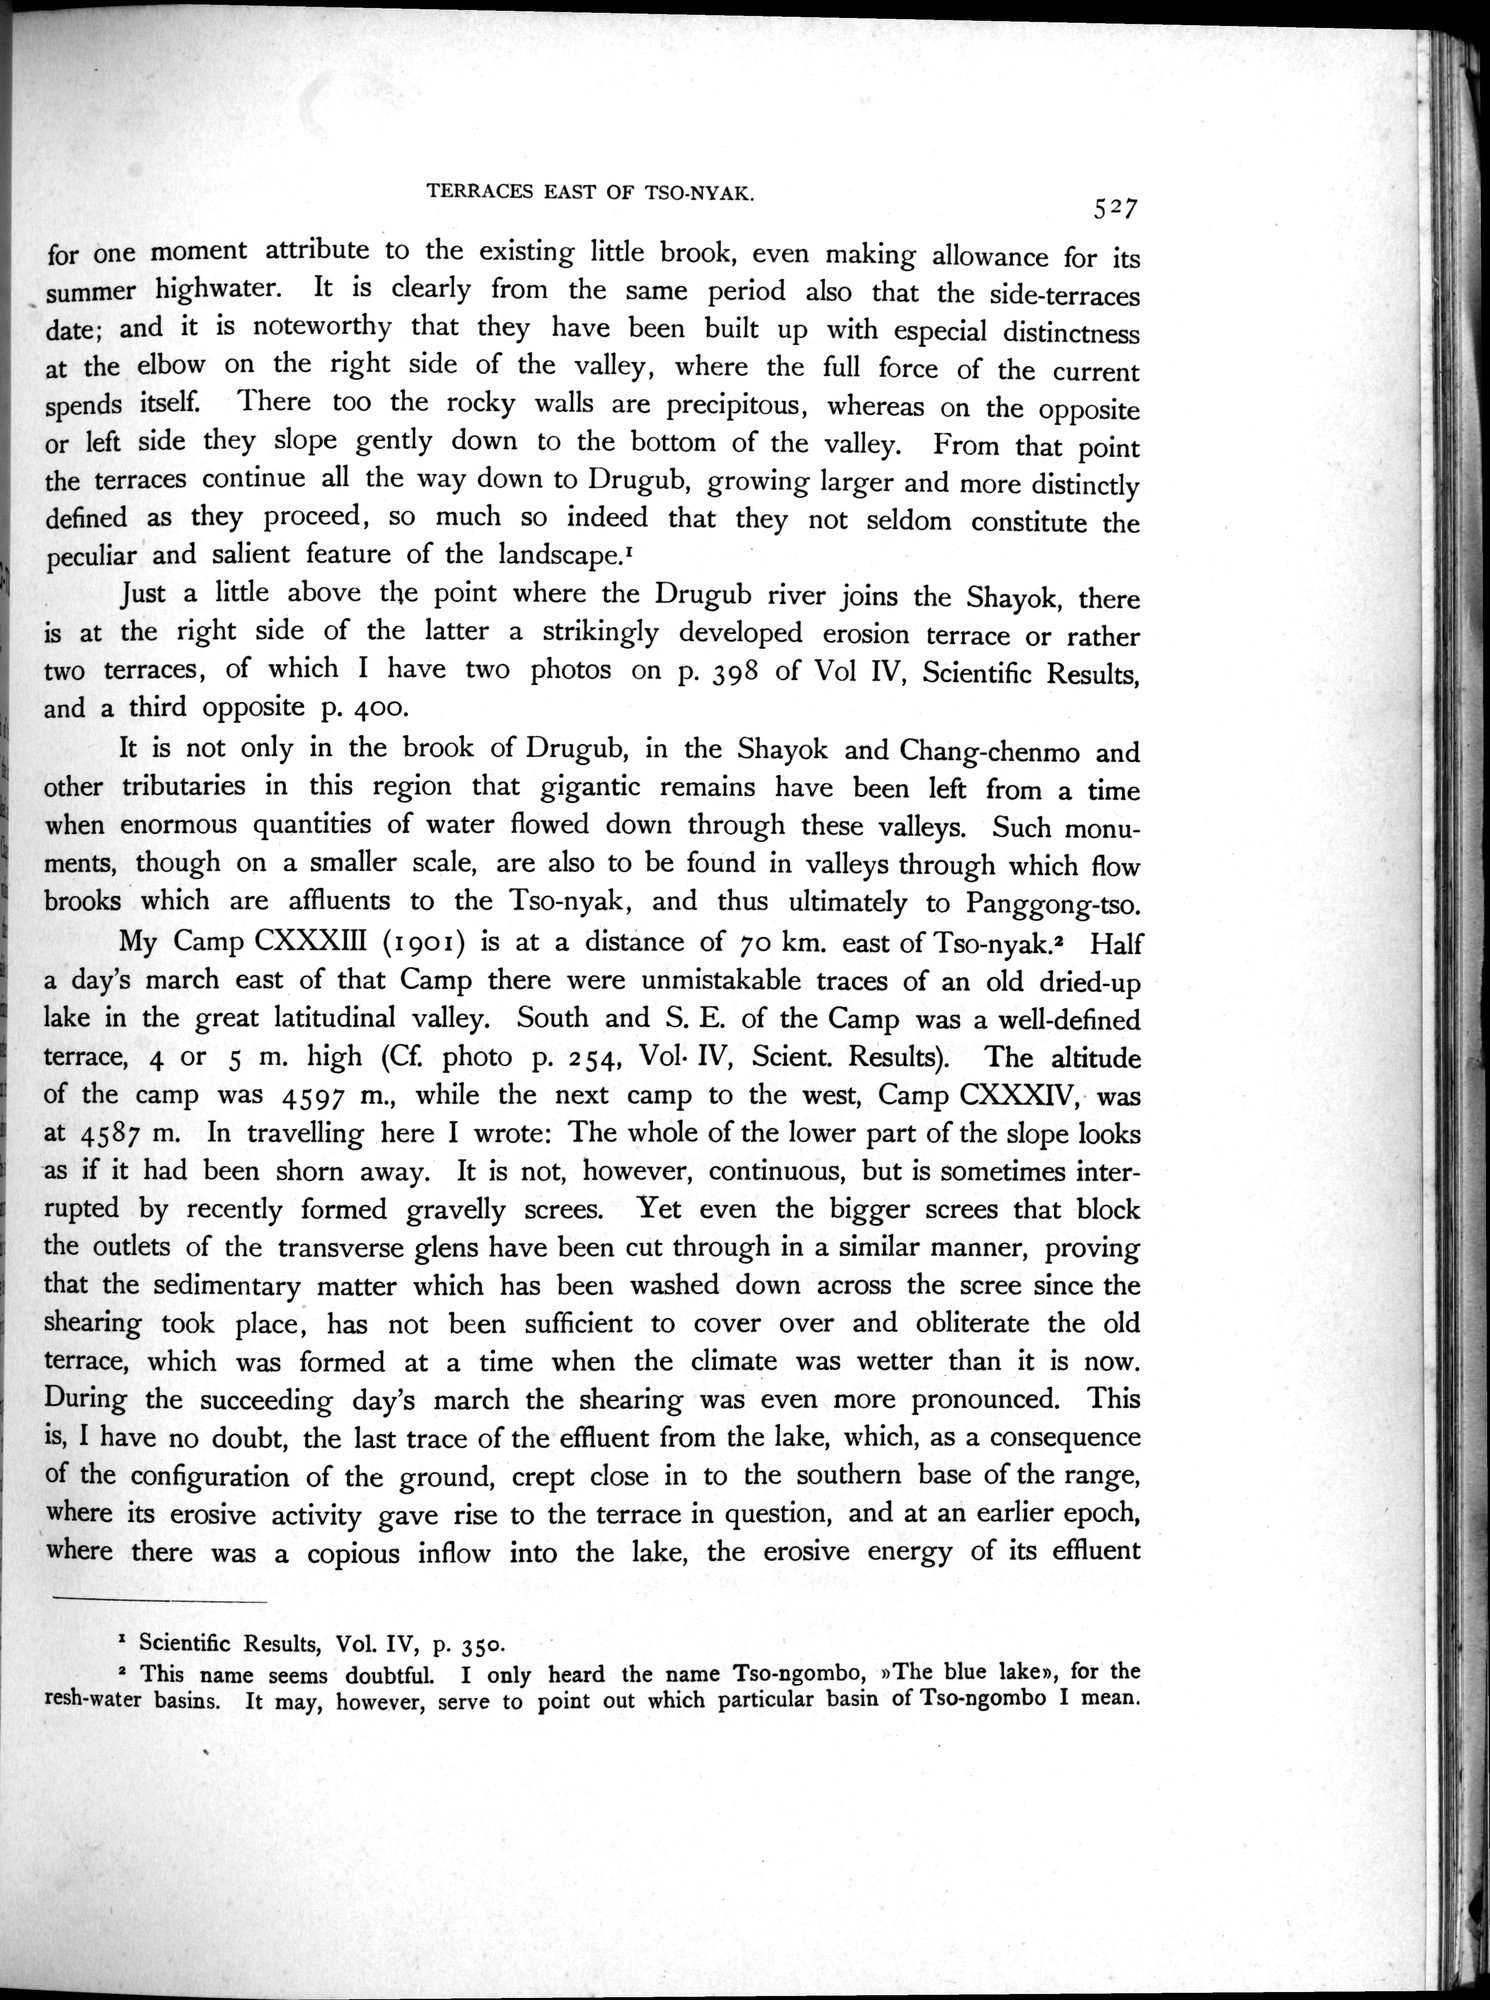 TERRACES EAST OF TSO-NYAK.
527
for one moment attribute to the existing little brook, even making allowance for its
summer highwater. It is clearly from the same period also that the side-terraces
date; and it is noteworthy that they have been built up with especial distinctness
at the elbow on the right side of the valley, where the full force of the current
spends itself. There too the rocky walls are precipitous, whereas on the opposite
or left side they slope gently down to the bottom of the valley. From that point
the terraces continue all the way down to Drugub, growing larger and more distinctly
defined as they proceed, so much so indeed that they not seldom constitute the
peculiar and salient feature of the landscape.¹
Just a little above the point where the Drugub river joins the Shayok, there
is at the right side of the latter a strikingly developed erosion terrace or rather
two terraces, of which I have two photos on p. 398 of Vol IV, Scientific Results,
and a third opposite p. 400.
It is not only in the brook of Drugub, in the Shayok and Chang-chenmo and
other tributaries in this region that gigantic remains have been left from a time
when enormous quantities of water flowed down through these valleys. Such monu-
ments, though on a smaller scale, are also to be found in valleys through which flow
brooks which are affluents to the Tso-nyak, and thus ultimately to Panggong-tso.
My Camp CXXXIII (1901) is at a distance of 70 km. east of Tso-nyak.² Half
a day's march east of that Camp there were unmistakable traces of an old dried-up
lake in the great latitudinal valley. South and S. E. of the Camp was a well-defined
terrace, 4 or 5 m. high (Cf. photo p. 254, Vol. IV, Scient. Results). The altitude
of the camp was 4597 m., while the next camp to the west, Camp CXXXIV, was
at 4587 m. In travelling here I wrote: The whole of the lower part of the slope looks
as if it had been shorn away. It is not, however, continuous, but is sometimes inter-
rupted by recently formed gravelly screes. Yet even the bigger screes that block
the outlets of the transverse glens have been cut through in a similar manner, proving
that the sedimentary matter which has been washed down across the scree since the
shearing took place, has not been sufficient to cover over and obliterate the old
terrace, which was formed at a time when the climate was wetter than it is now.
During the succeeding day's march the shearing was even more pronounced. This
is, I have no doubt, the last trace of the effluent from the lake, which, as a consequence
of the configuration of the ground, crept close in to the southern base of the range,
where its erosive activity gave rise to the terrace in question, and at an earlier epoch,
where there was a copious inflow into the lake, the erosive energy of its effluent
¹ Scientific Results, Vol. IV, p. 350.
² This name seems doubtful. I only heard the name Tso-ngombo, »The blue lake», for the
resh-water basins. It may, however, serve to point out which particular basin of Tso-ngombo I mean.